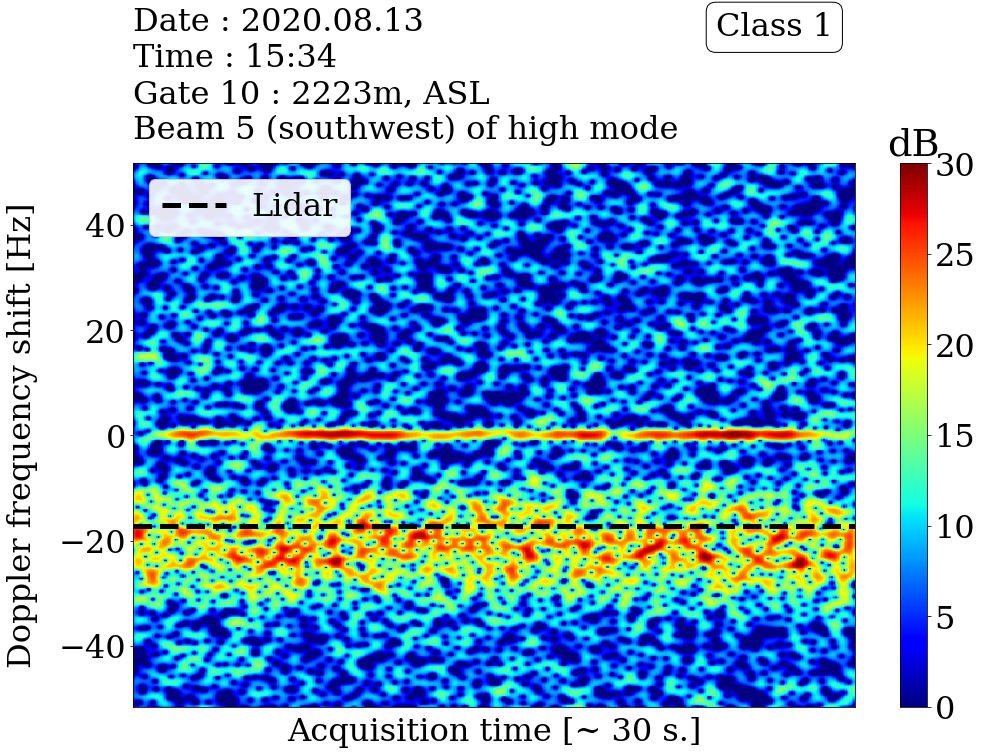 Date : 2020.08.13
Time : 15:34
Gate 10 : 2223m, ASL
Beam 5 (southwest) of high mode
Class 1
dB
Lidar
Doppler frequency shift [Hz]
40
20
0
−20
−40
Acquisition time [~ 30 s.]
30
25
20
15
10
5
0